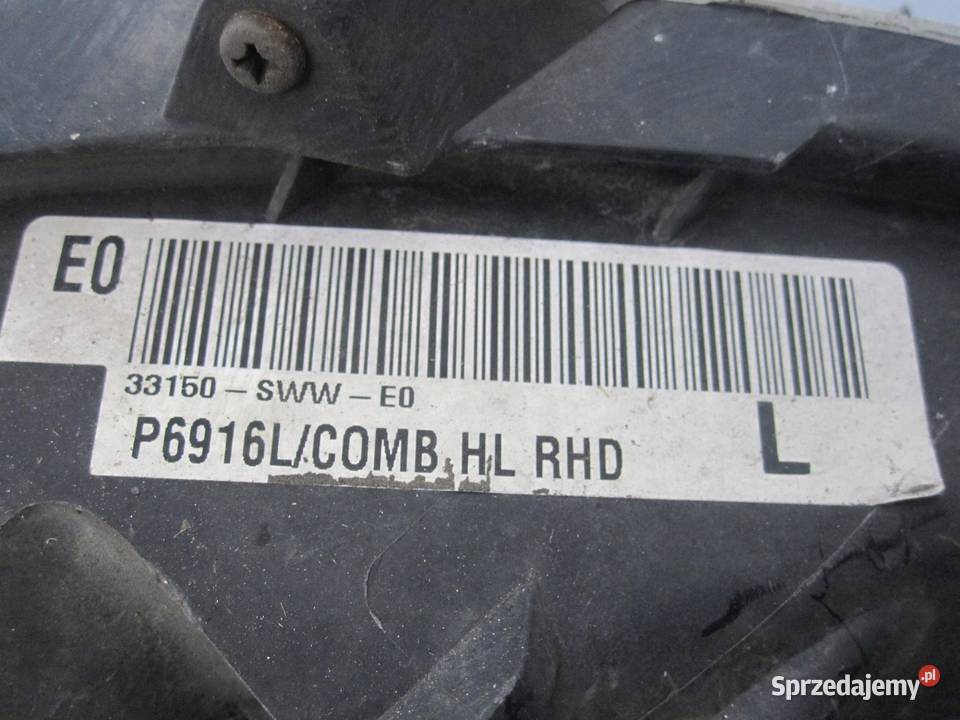 E0
33150-SWW-E0
P6916L/COMB HL RHD
L
Sprzedajemy.pl